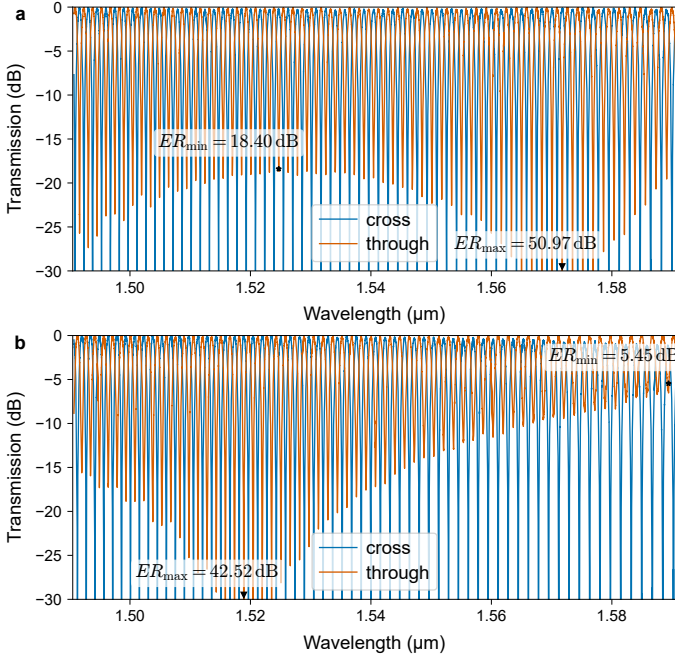 a
Transmission (dB)
0
−5
−10
−15
−20
−25
−30
ER_min = 18.40 dB
ER_max = 50.97 dB
cross
through
1.50 1.52 1.54 1.56 1.58
Wavelength (μm)
b
Transmission (dB)
0
−5
−10
−15
−20
−25
−30
ER_min = 5.45 dB
ER_max = 42.52 dB
cross
through
1.50 1.52 1.54 1.56 1.58
Wavelength (μm)